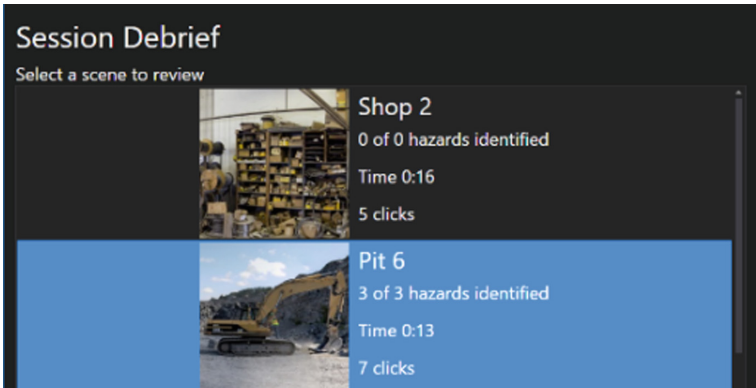 Session Debrief
Select a scene to review
Shop 2
0 of 0 hazards identified
Time 0:16
5 clicks
Pit 6
3 of 3 hazards identified
Time 0:13
7 clicks